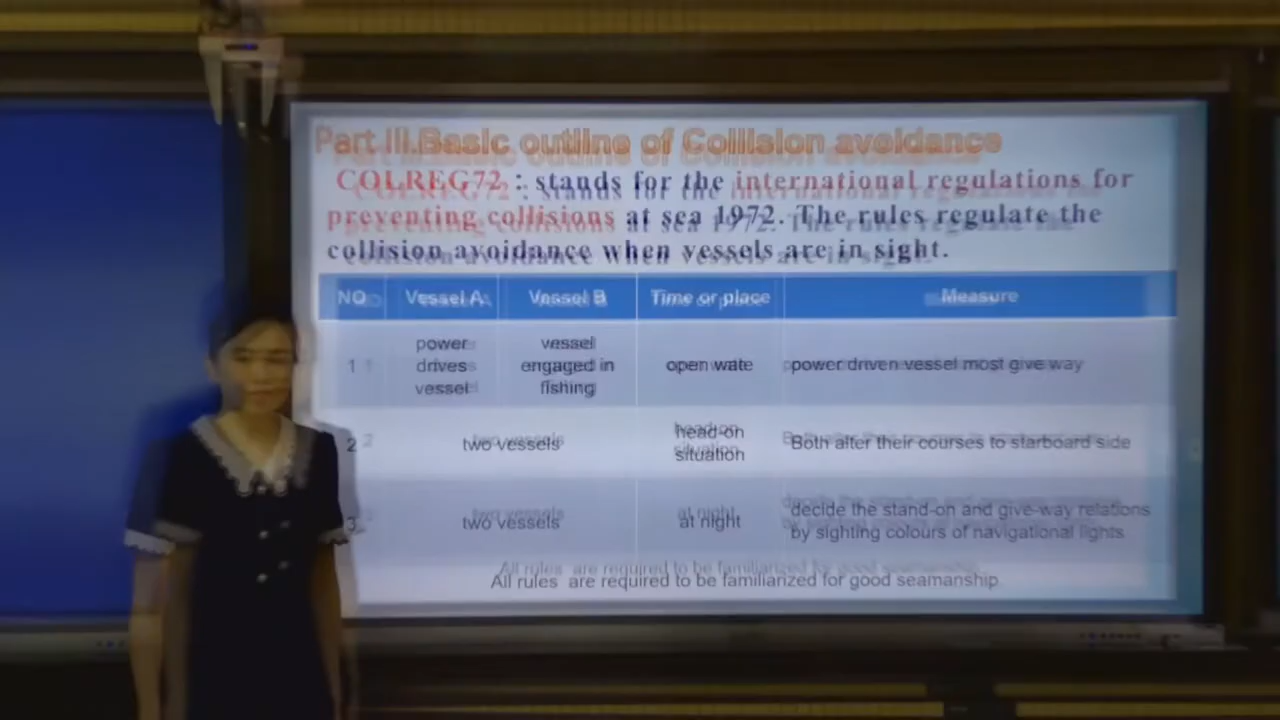 Part III.Basic outline of Collision avoidance
COLREG72 : stands for the international regulations for
preventing collisions at sea 1972. The rules regulate the
collision avoidance when vessels are in sight.
NO Vessel A Vessel B Time or place Measure
1 power drives vessel vessel engaged in fishing open wate power driven vessel most give way
2 two vessels head-on situation Both alter their courses to starboard side
3 two vessels at night decide the stand-on and give-way relations
by sighting colours of navigational lights
All rules are required to be familiarized for good seamanship